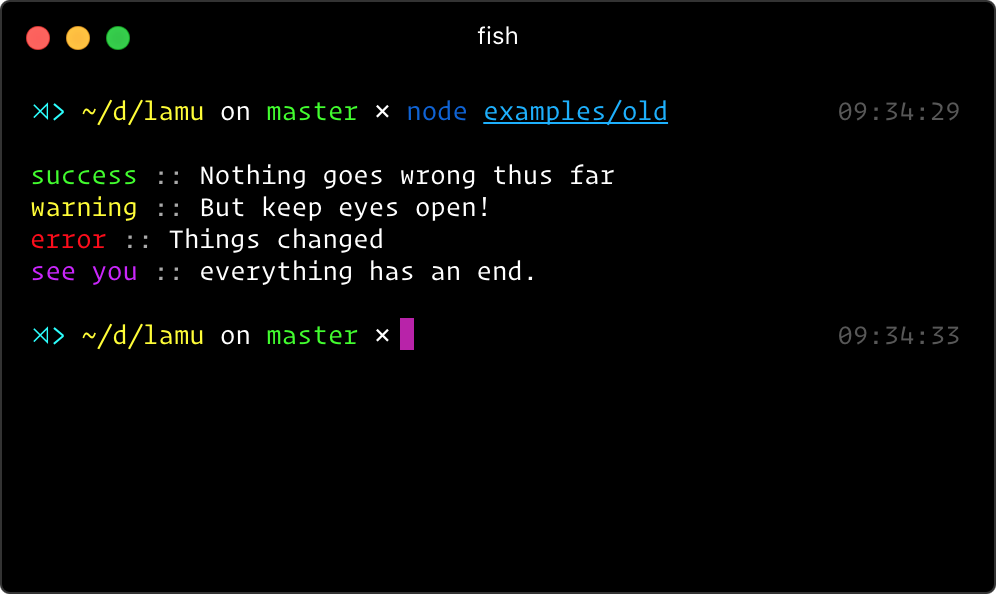 fish
⋊> ~/d/lamu on master × node examples/old 09:34:29
success :: Nothing goes wrong thus far
warning :: But keep eyes open!
error :: Things changed
see you :: everything has an end.
⋊> ~/d/lamu on master × 09:34:33